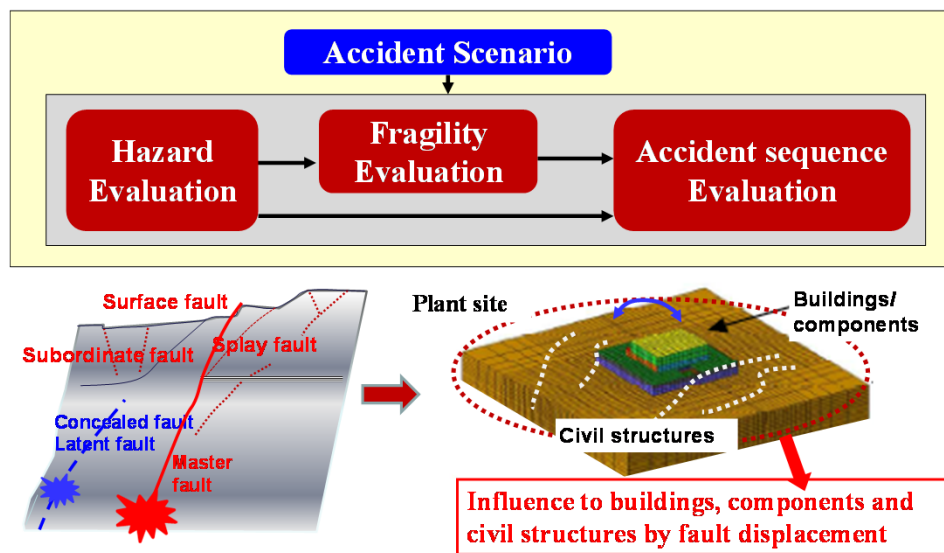 Accident Scenario
Hazard
Evaluation
Fragility
Evaluation
Accident sequence
Evaluation
Surface fault
Subordinate fault
Splay fault
Concealed fault
Latent fault
Master
fault
Plant site
Buildings/
components
Civil structures
Influence to buildings, components and
civil structures by fault displacement